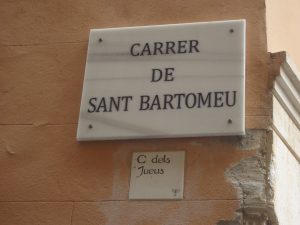 CARRER
DE
SANT BARTOMEU
C dels
Jueus